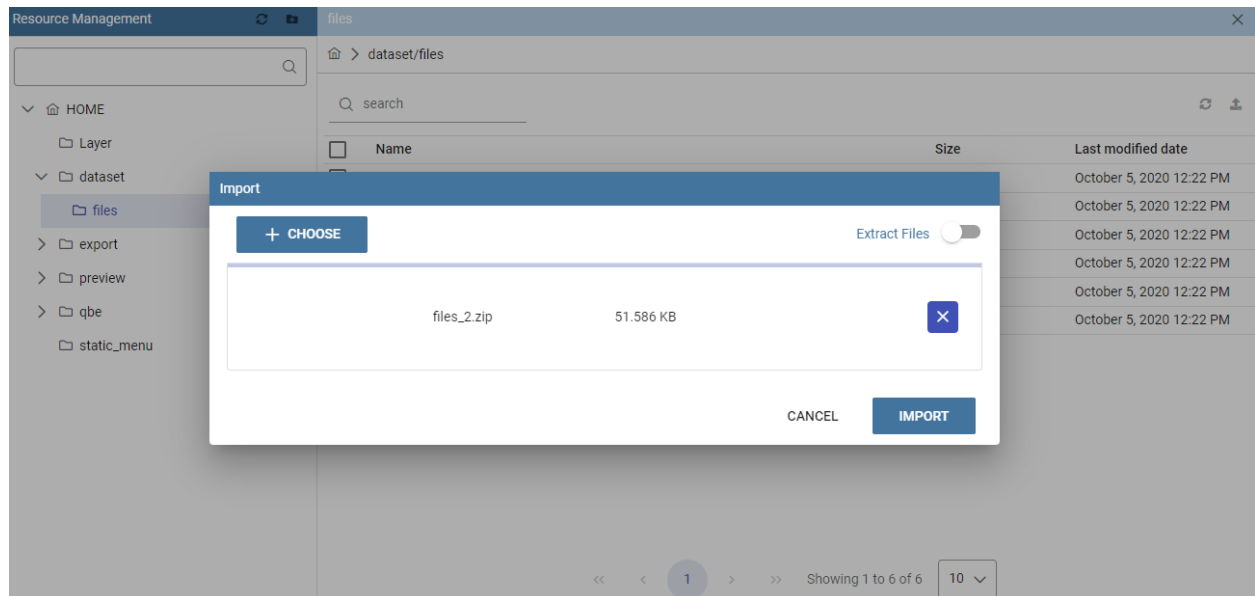 Resource Management
files
dataset/files
HOME
search
Layer
Name Size Last modified date
dataset
October 5, 2020 12:22 PM
Import
files
October 5, 2020 12:22 PM
+ CHOOSE
Extract Files
October 5, 2020 12:22 PM
export
October 5, 2020 12:22 PM
preview
October 5, 2020 12:22 PM
qbe
files_2.zip 51.586 KB
October 5, 2020 12:22 PM
static_menu
CANCEL IMPORT
<< < 1 > >> Showing 1 to 6 of 6 10